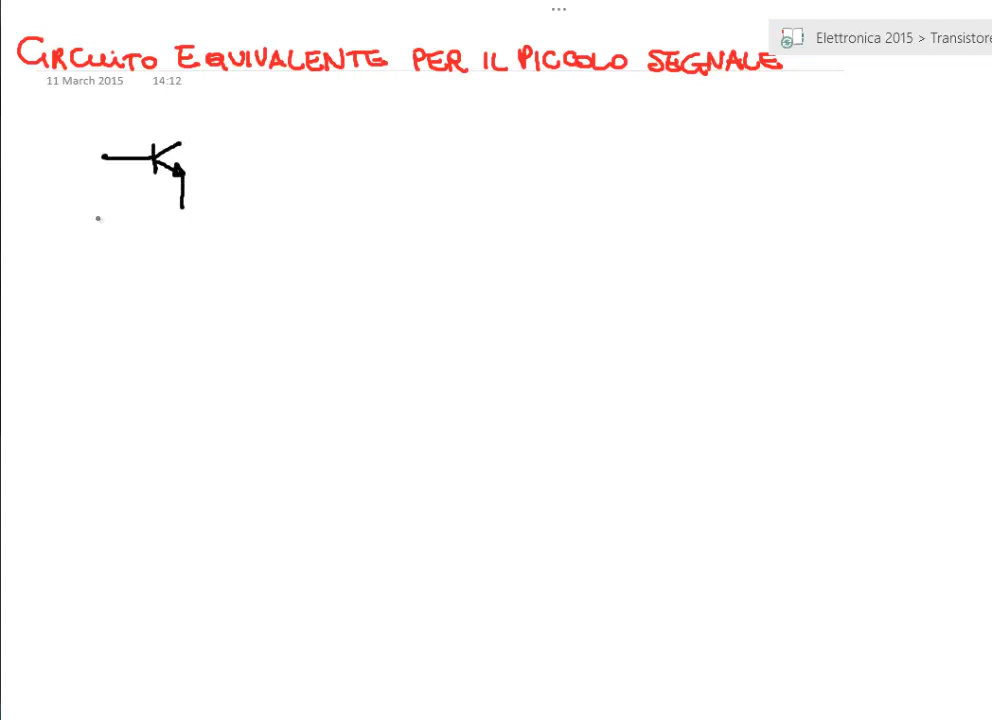 CIRCUITO EQUIVALENTE PER IL PICCOLO SEGNALE
11 March 2015 14:12
Elettronica 2015 > Transistore